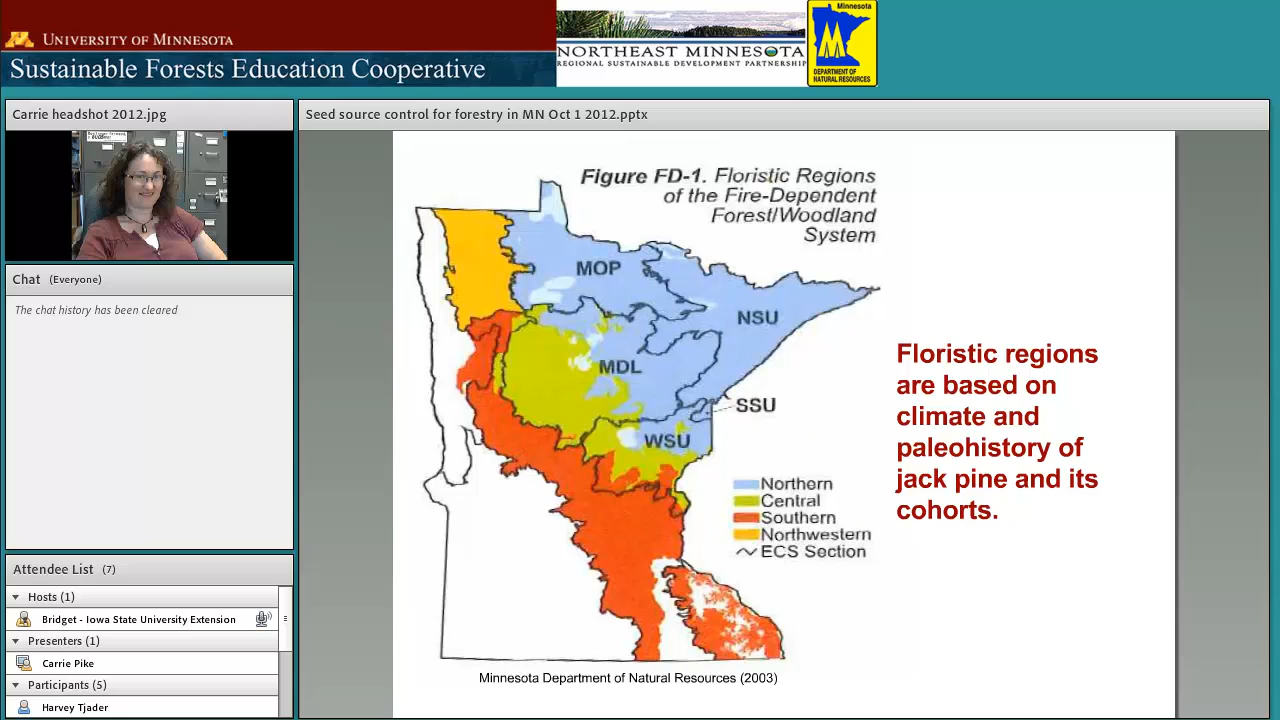 UNIVERSITY OF MINNESOTA
Sustainable Forests Education Cooperative
NORTHEAST MINNESOTA
REGIONAL SUSTAINABLE DEVELOPMENT PARTNERSHIP
Minnesota
DEPARTMENT OF
NATURAL RESOURCES
Carrie headshot 2012.jpg
Seed source control for forestry in MN Oct 1 2012.pptx
Chat (Everyone)
The chat history has been cleared
Attendee List (7)
Hosts (1)
Bridget - Iowa State University Extension
Presenters (1)
Carrie Pike
Participants (5)
Harvey Tjader
Figure FD-1. Floristic Regions
of the Fire-Dependent
Forest/Woodland
System
MOP
NSU
MDL
SSU
WSU
Northern
Central
Southern
Northwestern
ECS Section
Minnesota Department of Natural Resources (2003)
Floristic regions
are based on
climate and
paleohistory of
jack pine and its
cohorts.